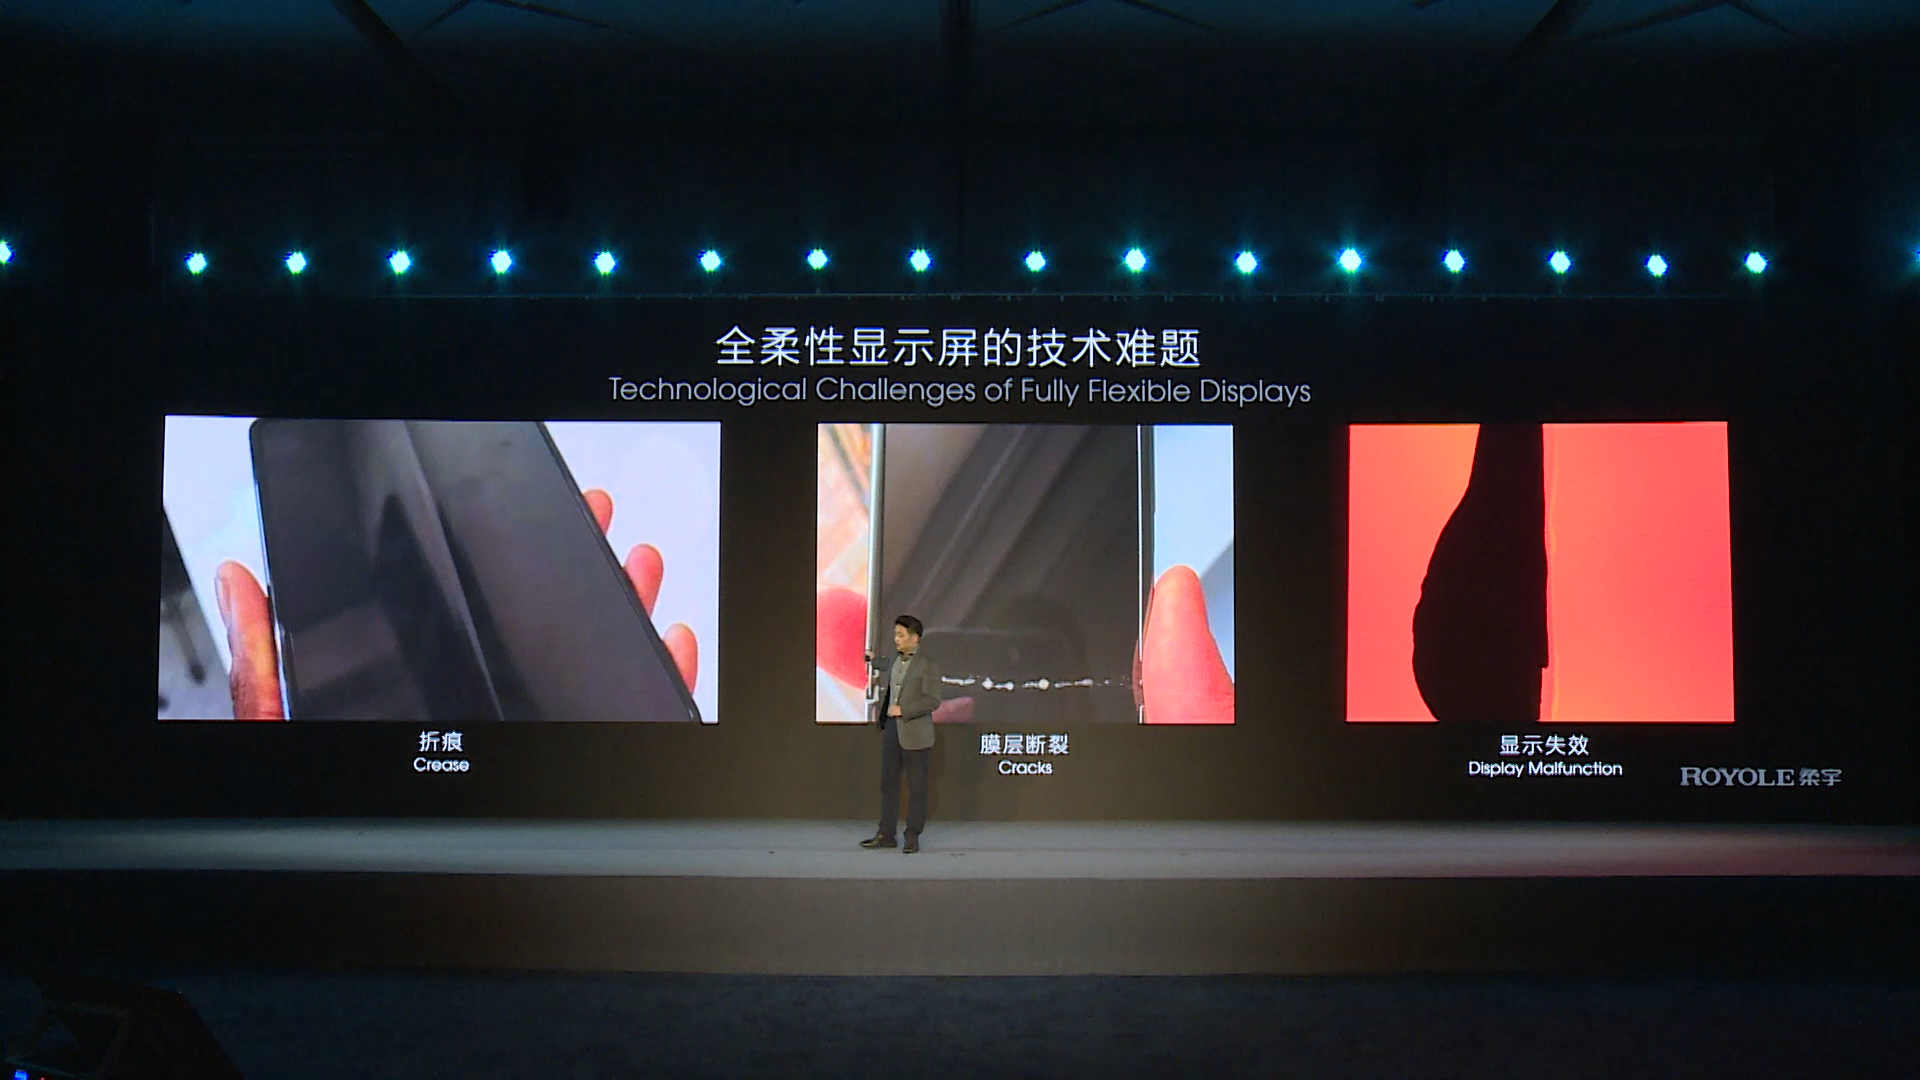 全柔性显示屏的技术难题
Technological Challenges of Fully Flexible Displays
折痕
Crease
膜层断裂
Cracks
显示失效
Display Malfunction
ROYOLE柔宇